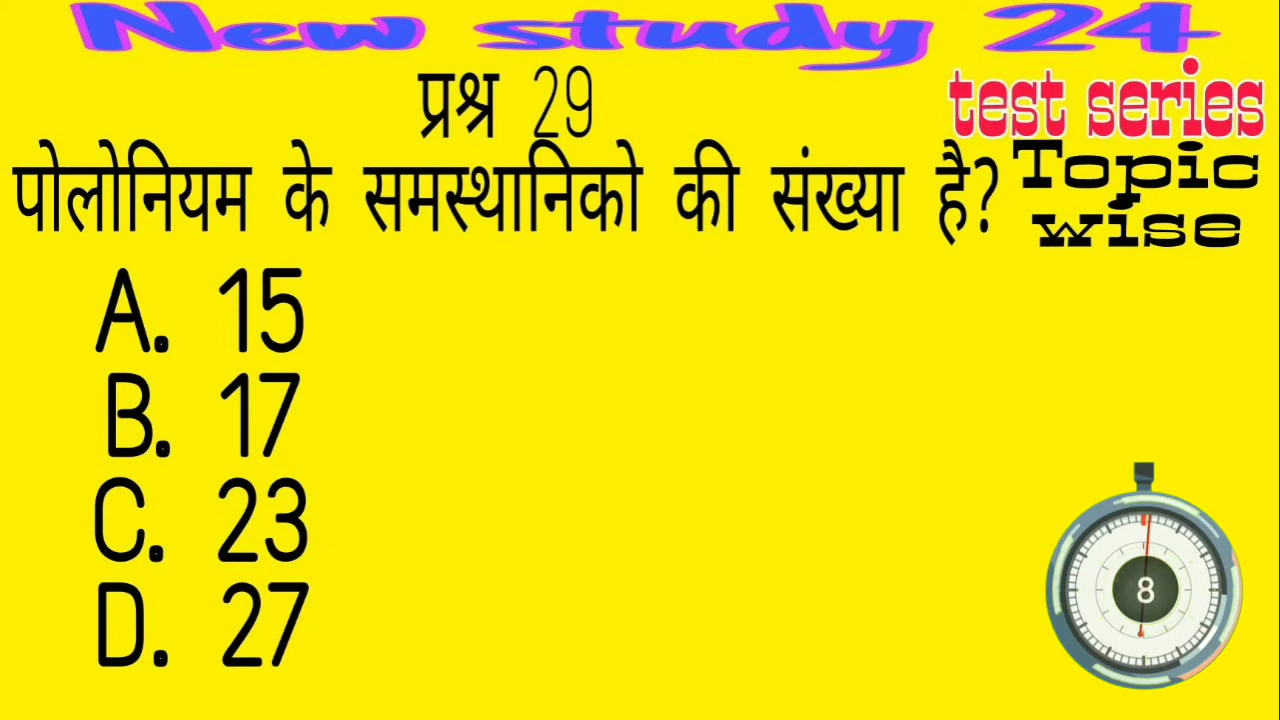 New study 24
test series
Topic
wise
प्रश्न 29
पोलोनियम के समस्थानिको की संख्या है?
A. 15
B. 17
C. 23
D. 27
8